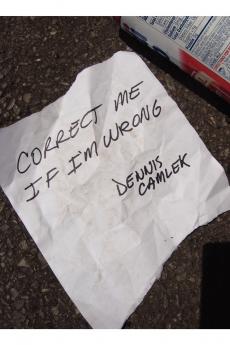 CORRECT ME
IF I'M WRONG
DENNIS
CAMLEK